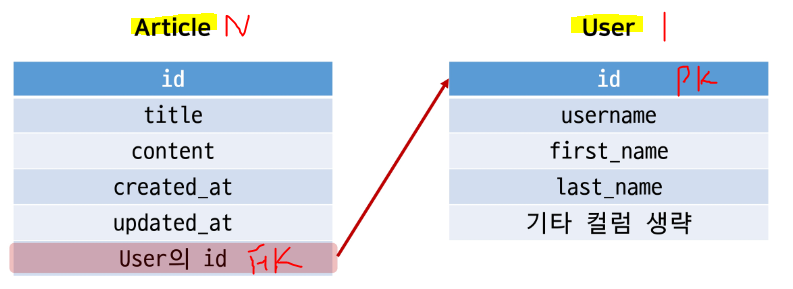 Article N
id
title
content
created_at
updated_at
User의 id FK
User 1
id PK
username
first_name
last_name
기타 컬럼 생략